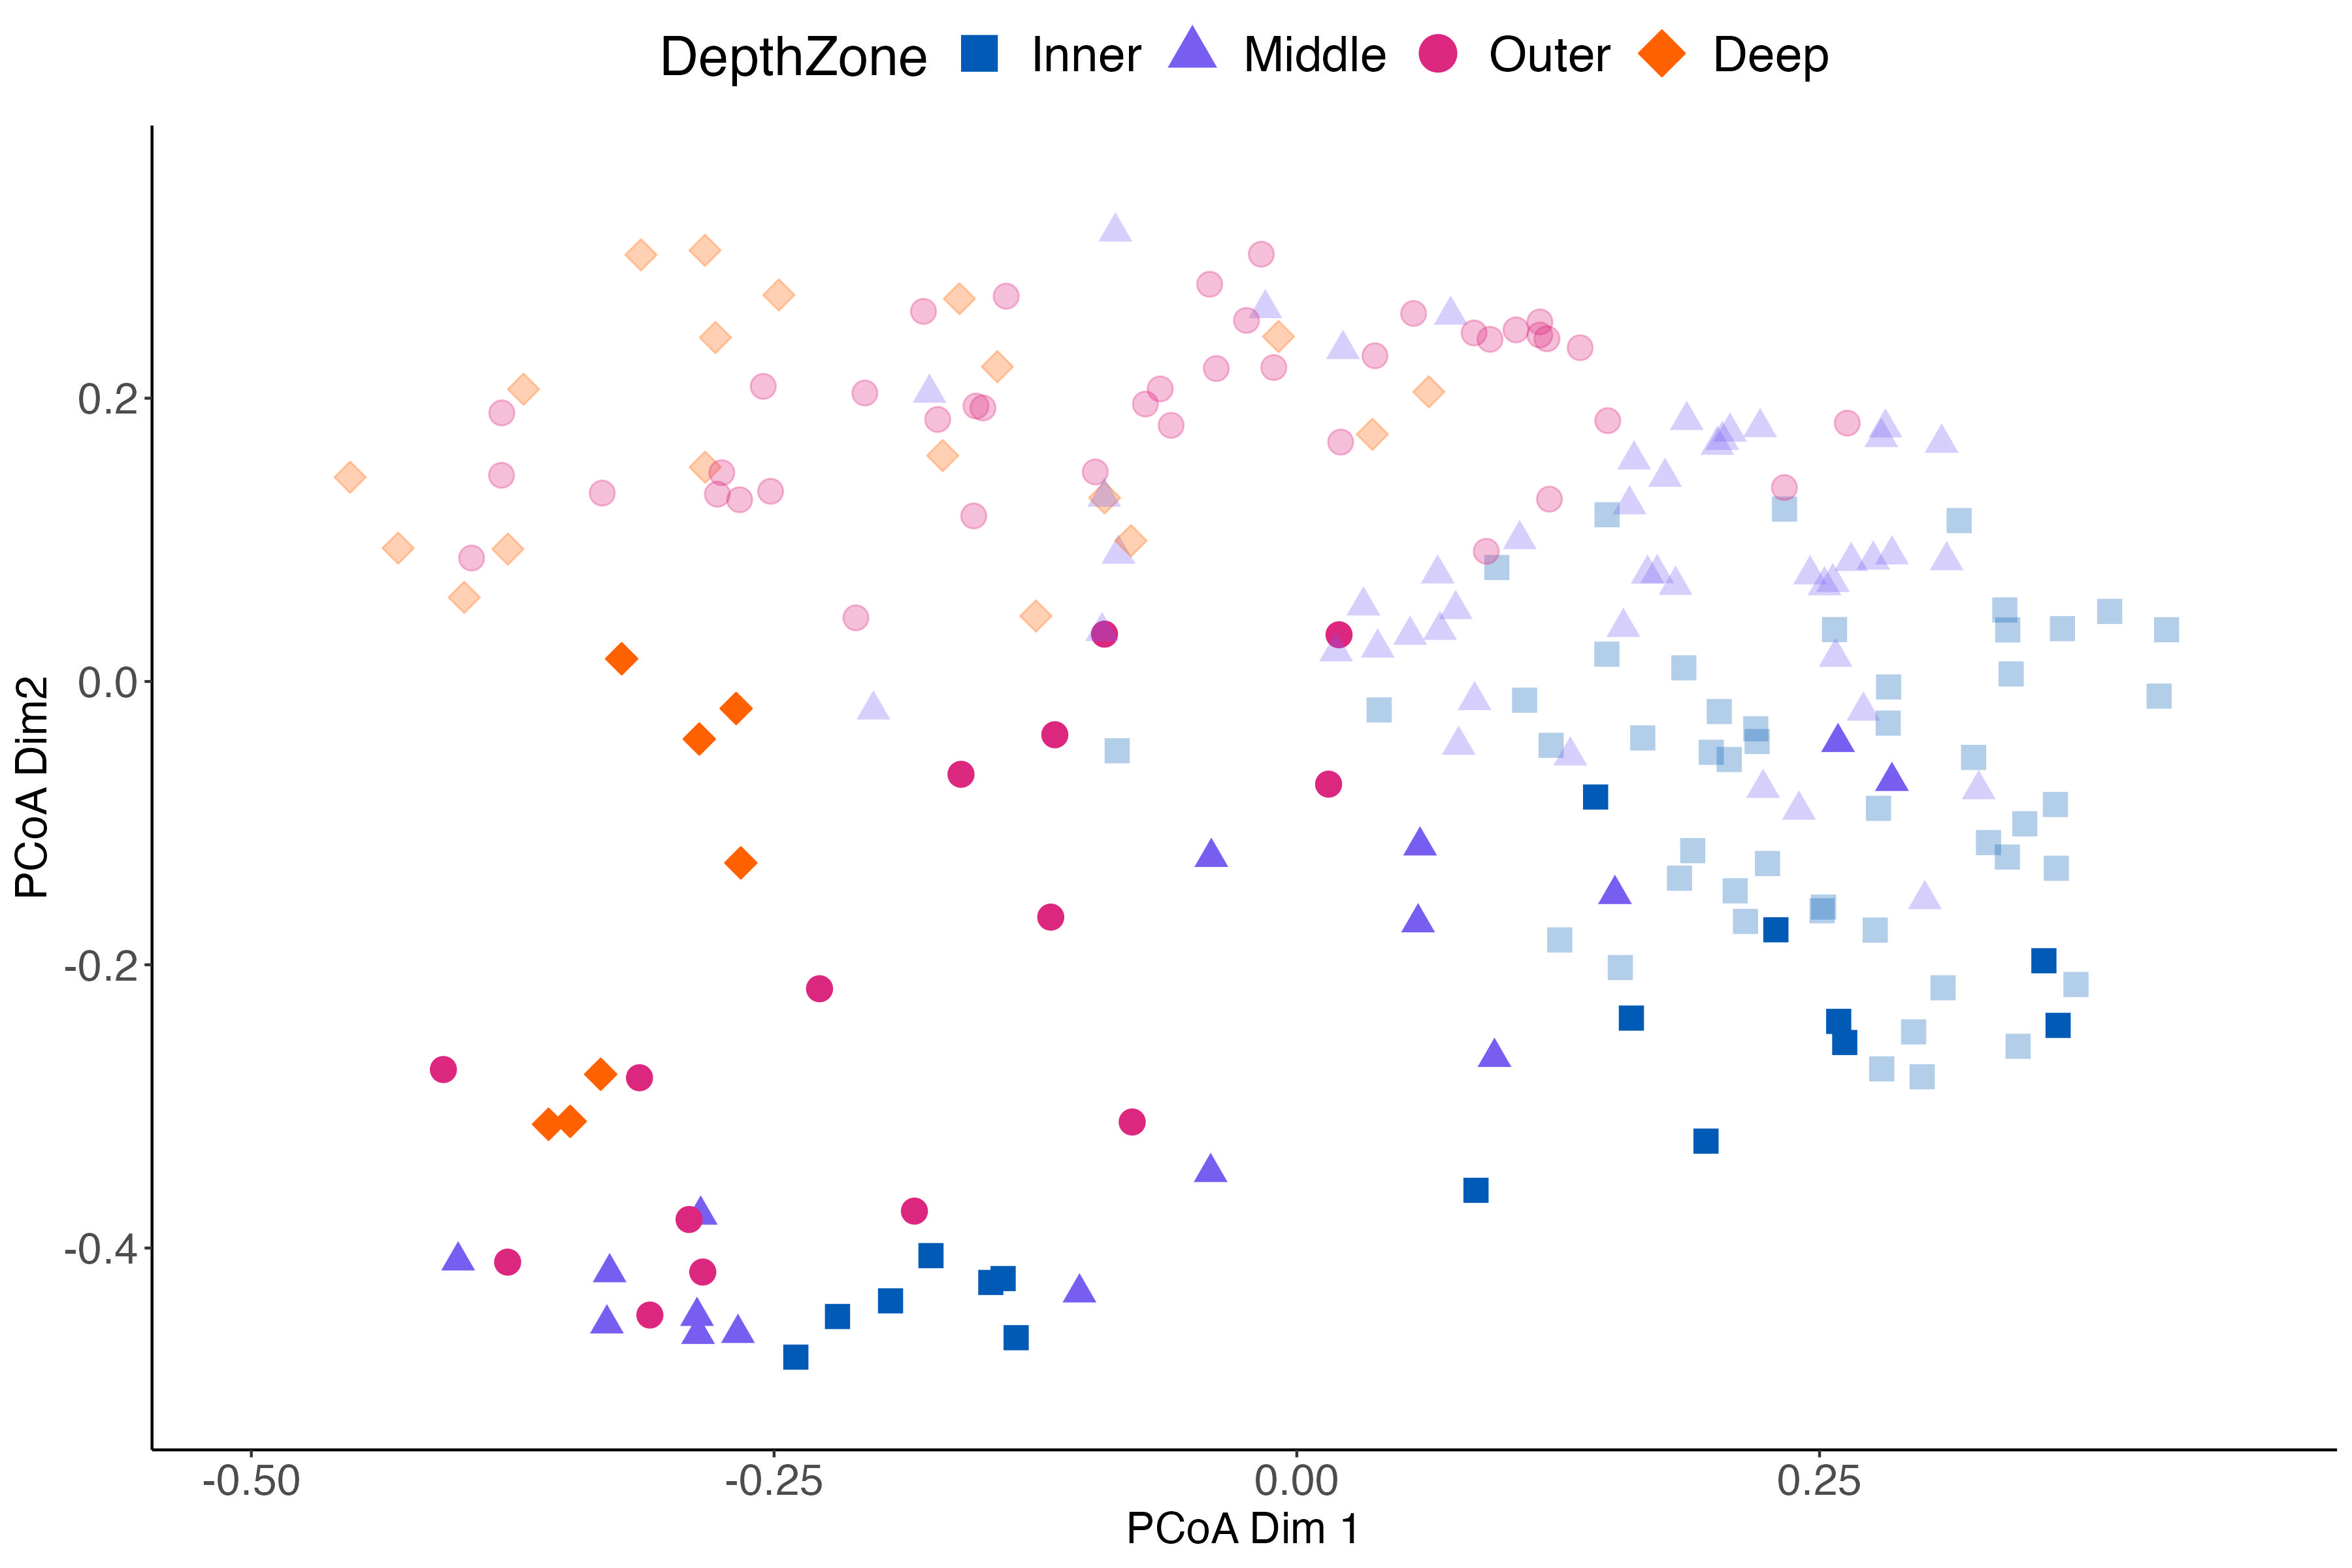 DepthZone Inner Middle Outer Deep
0.2
0.0
-0.2
-0.4
PCoA Dim2
-0.50 -0.25 0.00 0.25
PCoA Dim 1